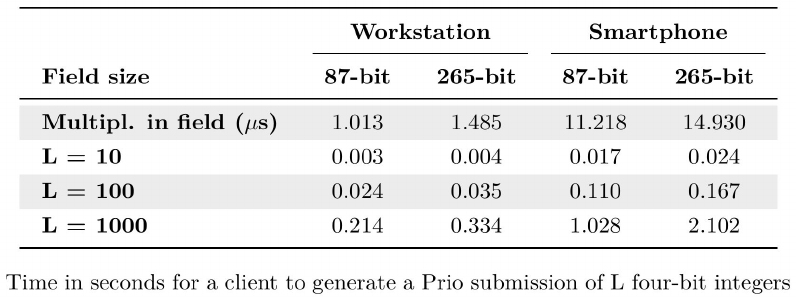 Workstation Smartphone
Field size 87-bit 265-bit 87-bit 265-bit
Multipl. in field (μs) 1.013 1.485 11.218 14.930
L = 10 0.003 0.004 0.017 0.024
L = 100 0.024 0.035 0.110 0.167
L = 1000 0.214 0.334 1.028 2.102
Time in seconds for a client to generate a Prio submission of L four-bit integers